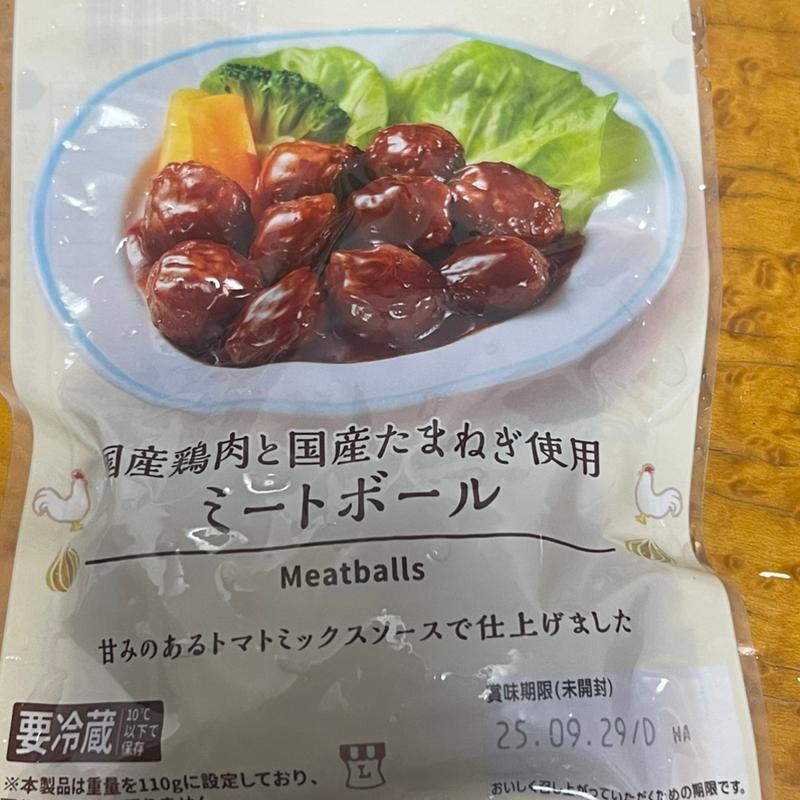 国産鶏肉と国産たまねぎ使用
ミートボール
Meatballs
甘みのあるトマトミックスソースで仕上げました
賞味期限(未開封)
25.09.29/D NA
要冷蔵
10℃
以下で
保存
L
※本製品は重量を110gに設定しており、
おいしく召し上がっていただくための期限です。